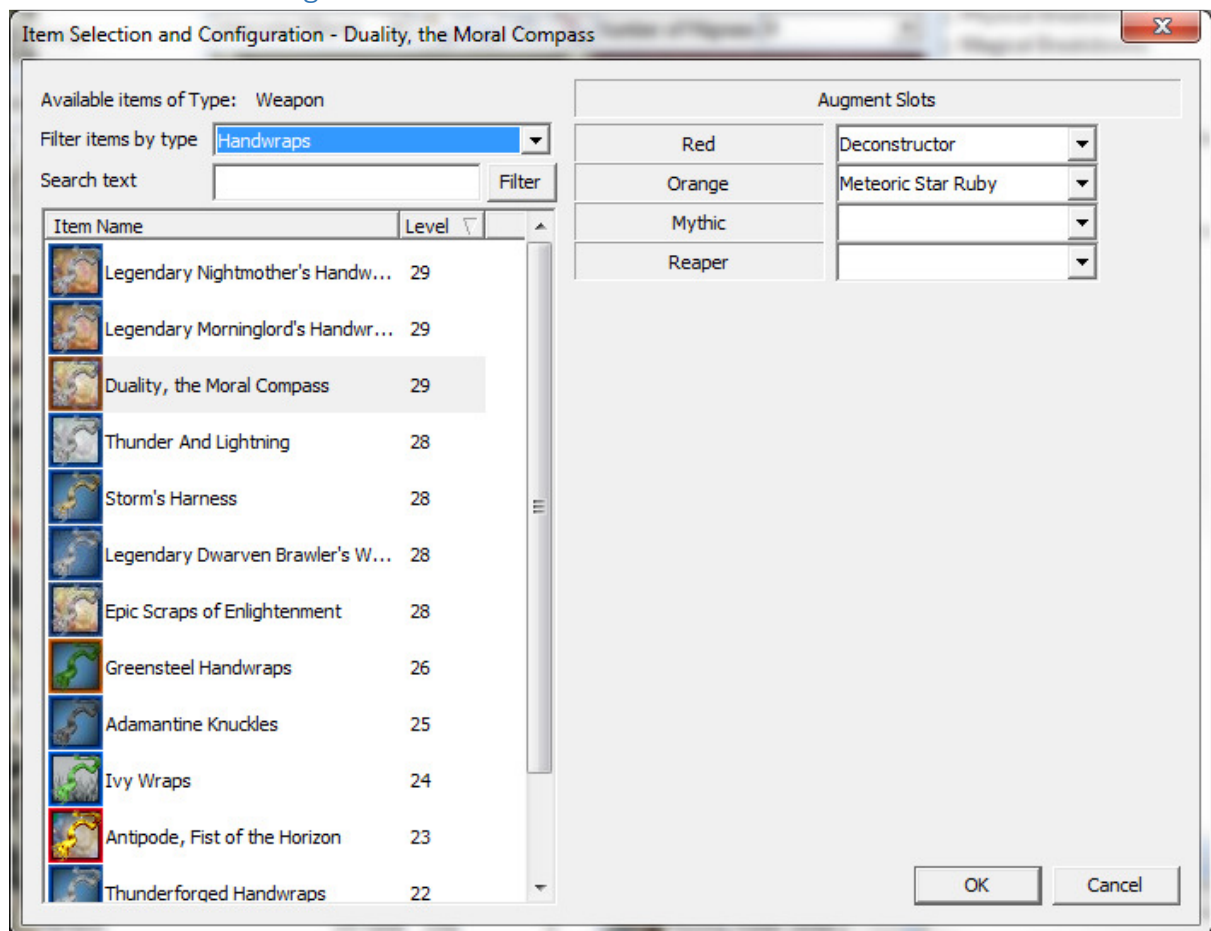 Item Selection and Configuration - Duality, the Moral Compass
Available items of Type: Weapon
Filter items by type Handwraps
Search text Filter
Item Name Level
Legendary Nightmother's Handw... 29
Legendary Morninglord's Handwr... 29
Duality, the Moral Compass 29
Thunder And Lightning 28
Storm's Harness 28
Legendary Dwarven Brawler's W... 28
Epic Scraps of Enlightenment 28
Greensteel Handwraps 26
Adamantine Knuckles 25
Ivy Wraps 24
Antipode, Fist of the Horizon 23
Thunderforged Handwraps 22
Augment Slots
Red Deconstructor
Orange Meteoric Star Ruby
Mythic
Reaper
OK Cancel